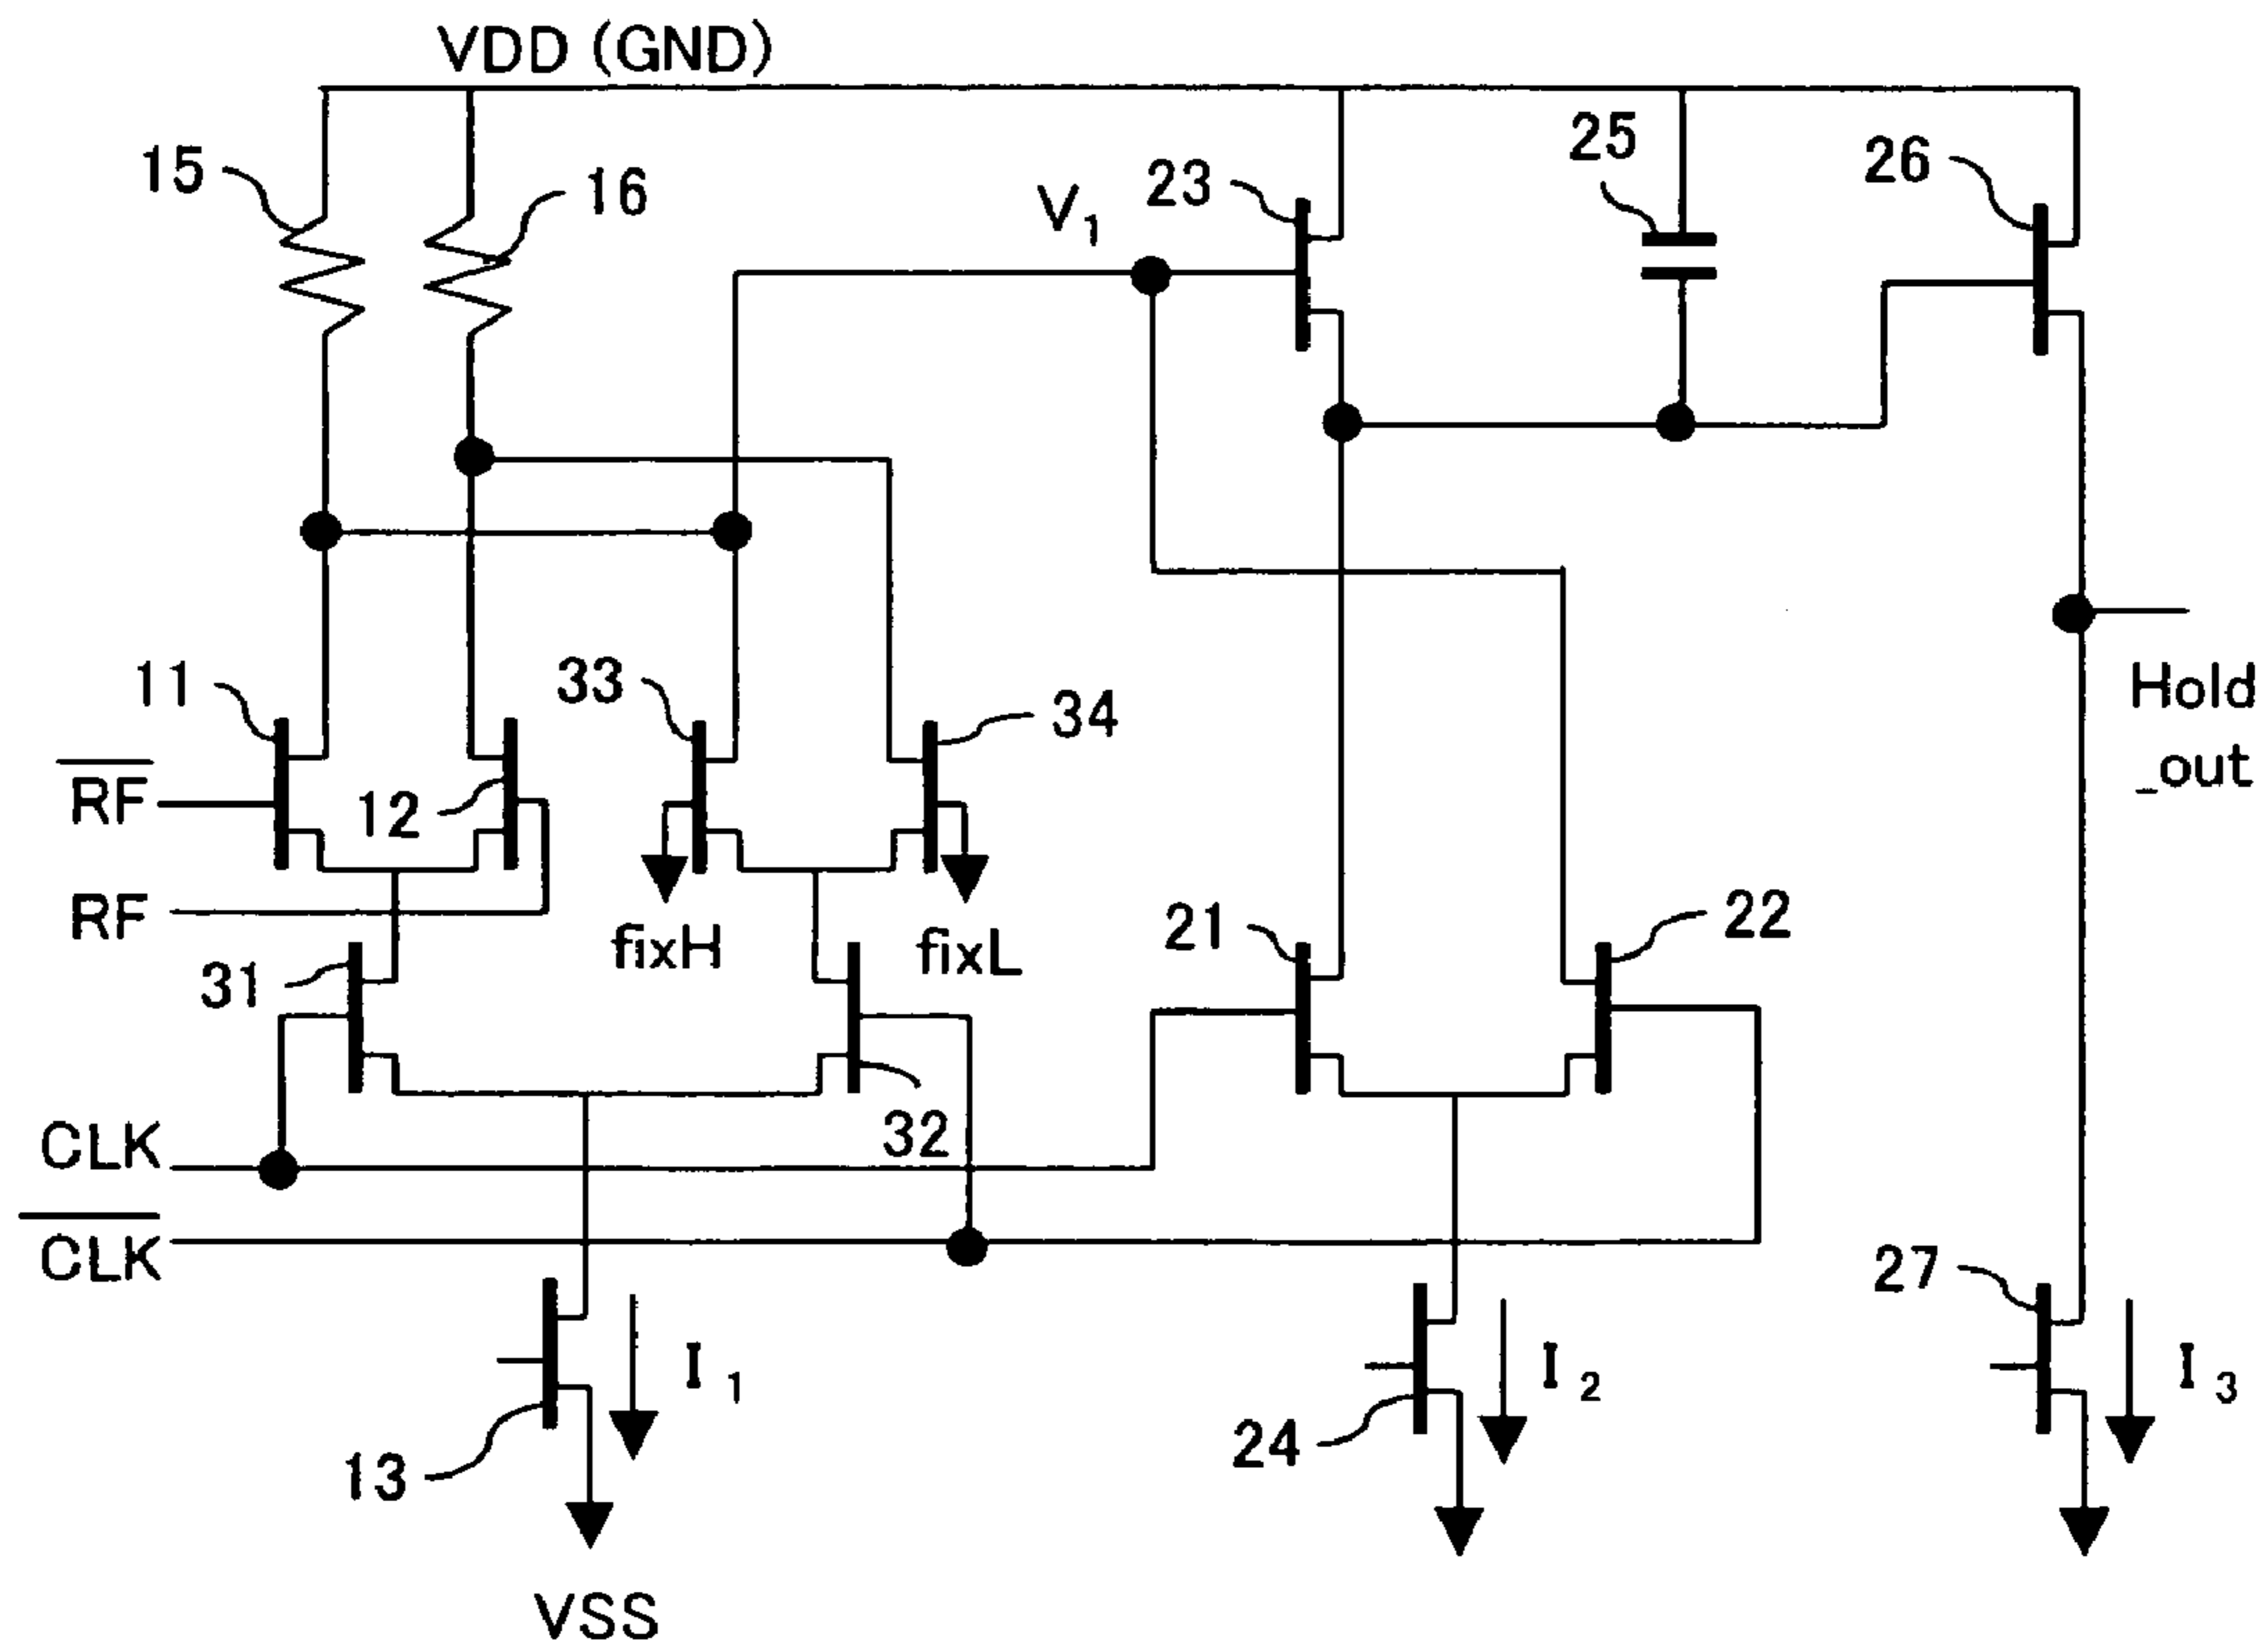 VDD (GND)
15
16
V1
23
25
26
11
12
33
34
RF
RF
fixH
fixL
31
32
21
22
Hold
_out
CLK
CLK
13
I1
24
I2
27
I3
VSS